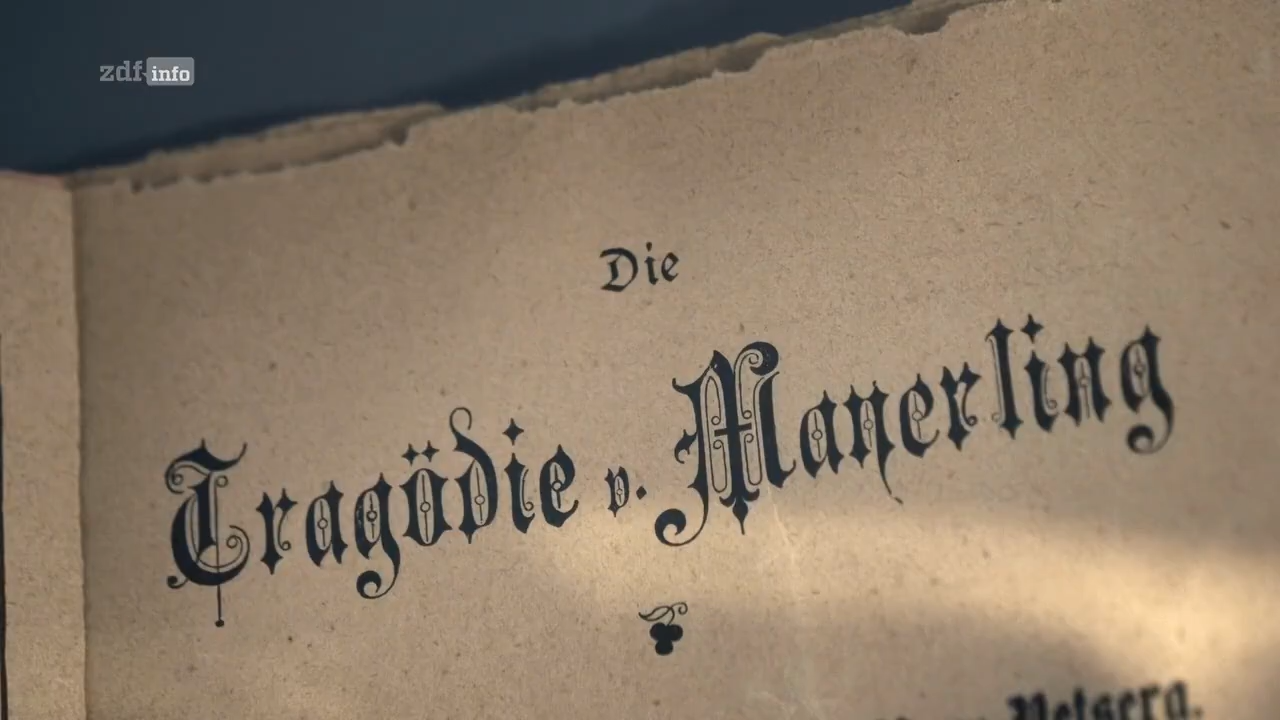 zdf info
Die
Tragödie v. Mayerling